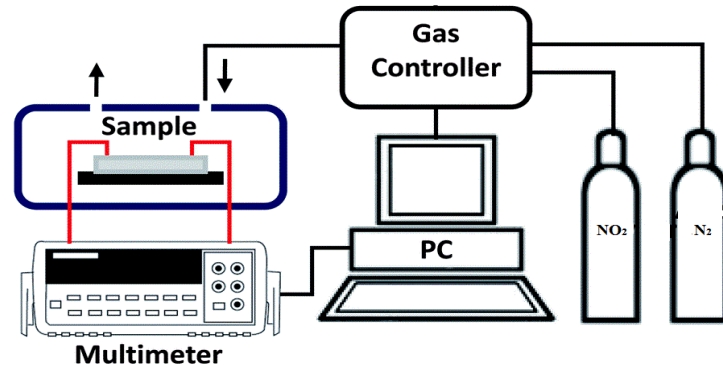 Gas
Controller
Sample
NO₂
N₂
PC
Multimeter